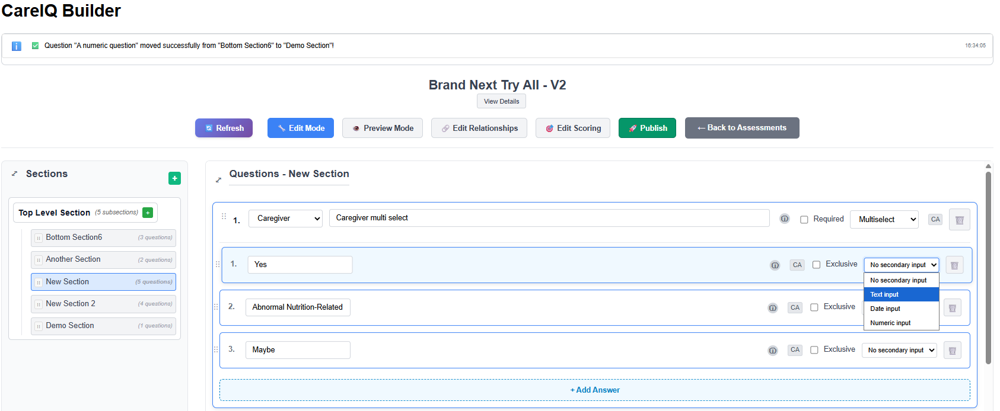 CareIQ Builder
Question "A numeric question" moved successfully from "Bottom Section6" to "Demo Section"!
16:34:05
Brand Next Try All - V2
View Details
Refresh
Edit Mode
Preview Mode
Edit Relationships
Edit Scoring
Publish
← Back to Assessments
Sections
+
Top Level Section (5 subsections) +
Bottom Section6 (3 questions)
Another Section (2 questions)
New Section (5 questions)
New Section 2 (4 questions)
Demo Section (1 questions)
Questions - New Section
1. Caregiver Caregiver multi select Required Multiselect CA
1. Yes CA Exclusive No secondary input
No secondary input
Text input
Date input
Numeric input
2. Abnormal Nutrition-Related CA Exclusive
3. Maybe CA Exclusive No secondary input
+ Add Answer